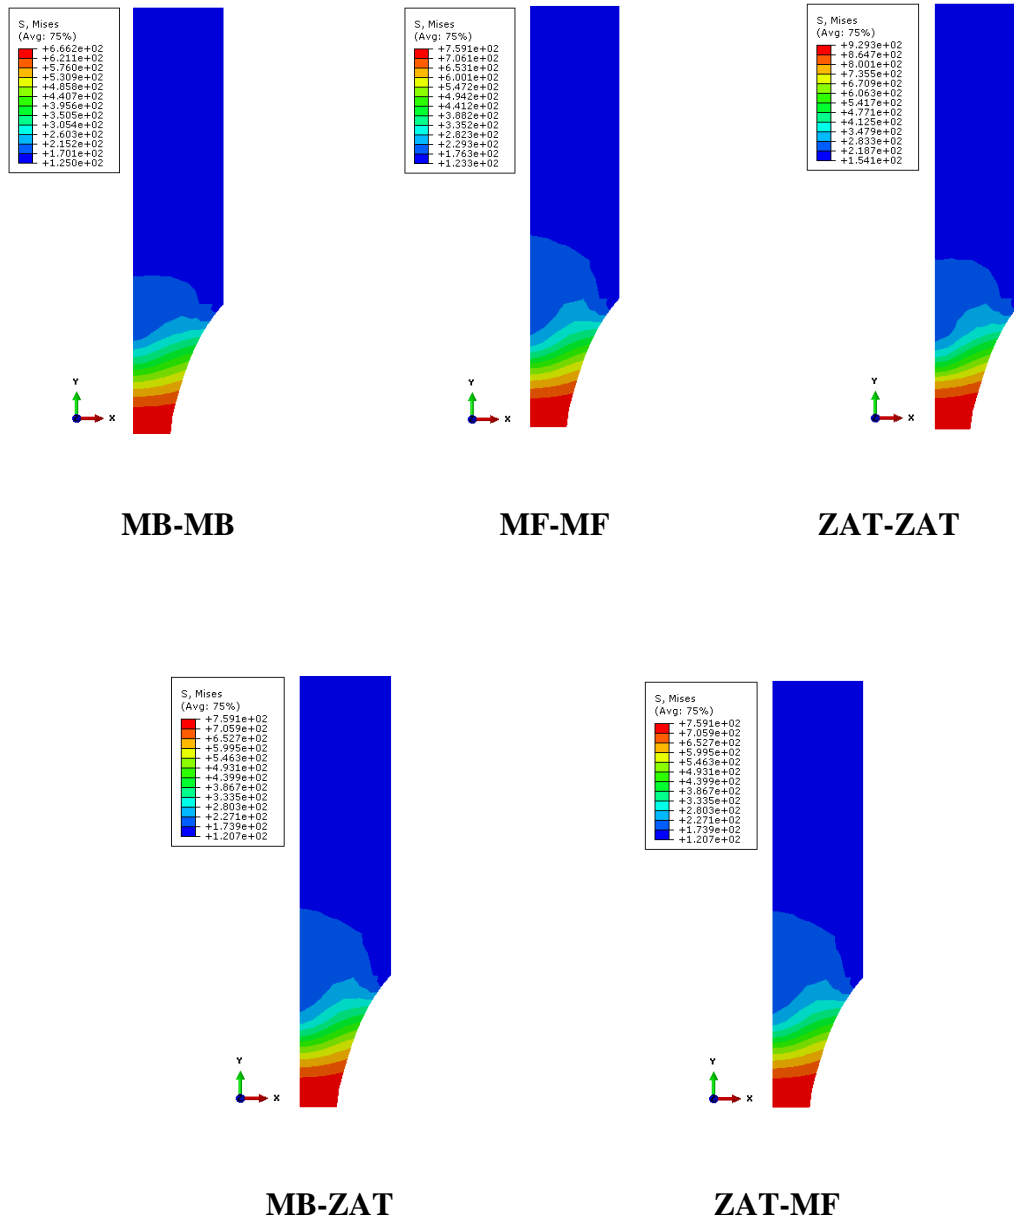 S, Mises
(Avg: 75%)
+6.662e+02
+6.211e+02
+5.760e+02
+5.309e+02
+4.858e+02
+4.407e+02
+3.956e+02
+3.505e+02
+3.054e+02
+2.603e+02
+2.152e+02
+1.701e+02
+1.250e+02
Y
X
MB-MB
S, Mises
(Avg: 75%)
+7.591e+02
+7.061e+02
+6.531e+02
+6.001e+02
+5.472e+02
+4.942e+02
+4.412e+02
+3.882e+02
+3.352e+02
+2.823e+02
+2.293e+02
+1.763e+02
+1.233e+02
Y
X
MF-MF
S, Mises
(Avg: 75%)
+9.293e+02
+8.647e+02
+8.001e+02
+7.355e+02
+6.709e+02
+6.063e+02
+5.417e+02
+4.771e+02
+4.125e+02
+3.479e+02
+2.833e+02
+2.187e+02
+1.541e+02
Y
X
ZAT-ZAT
S, Mises
(Avg: 75%)
+7.591e+02
+7.059e+02
+6.527e+02
+5.995e+02
+5.463e+02
+4.931e+02
+4.399e+02
+3.867e+02
+3.335e+02
+2.803e+02
+2.271e+02
+1.739e+02
+1.207e+02
Y
X
MB-ZAT
S, Mises
(Avg: 75%)
+7.591e+02
+7.059e+02
+6.527e+02
+5.995e+02
+5.463e+02
+4.931e+02
+4.399e+02
+3.867e+02
+3.335e+02
+2.803e+02
+2.271e+02
+1.739e+02
+1.207e+02
Y
X
ZAT-MF